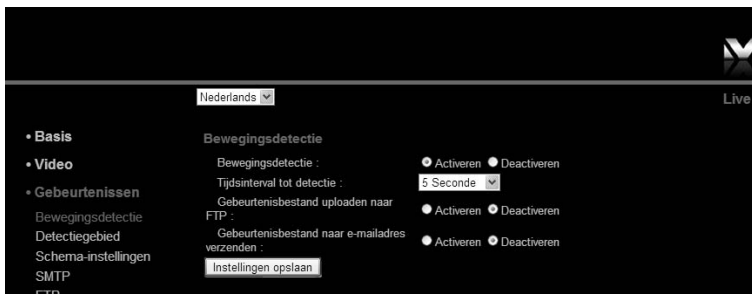 Nederlands
Live
• Basis
• Video
• Gebeurtenissen
Bewegingsdetectie
Detectiegebied
Schema-instellingen
SMTP
FTP
Bewegingsdetectie
Bewegingsdetectie : Activeren Deactiveren
Tijdsinterval tot detectie : 5 Seconde
Gebeurtenisbestand uploaden naar
FTP : Activeren Deactiveren
Gebeurtenisbestand naar e-mailadres
verzenden : Activeren Deactiveren
Instellingen opslaan